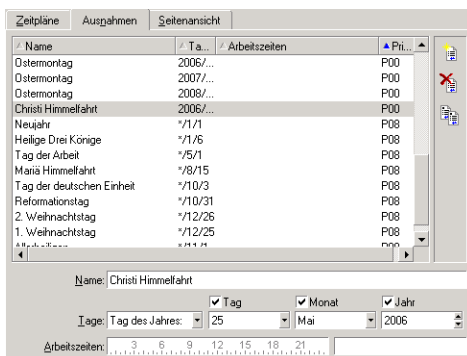 Zeitpläne Ausnahmen Seitenansicht
Name Ta... Arbeitszeiten Pri...
Ostermontag 2006/... P00
Ostermontag 2007/... P00
Ostermontag 2008/... P00
Christi Himmelfahrt 2006/... P00
Neujahr */1/1 P08
Heilige Drei Könige */1/6 P08
Tag der Arbeit */5/1 P08
Mariä Himmelfahrt */8/15 P08
Tag der deutschen Einheit */10/3 P08
Reformationstag */10/31 P08
2. Weihnachtstag */12/26 P08
1. Weihnachtstag */12/25 P08
Allerheiligen */11/1 P08
Name: Christi Himmelfahrt
Tag Monat Jahr
Tage: Tag des Jahres: 25 Mai 2006
Arbeitszeiten: 3 6 9 12 15 18 21